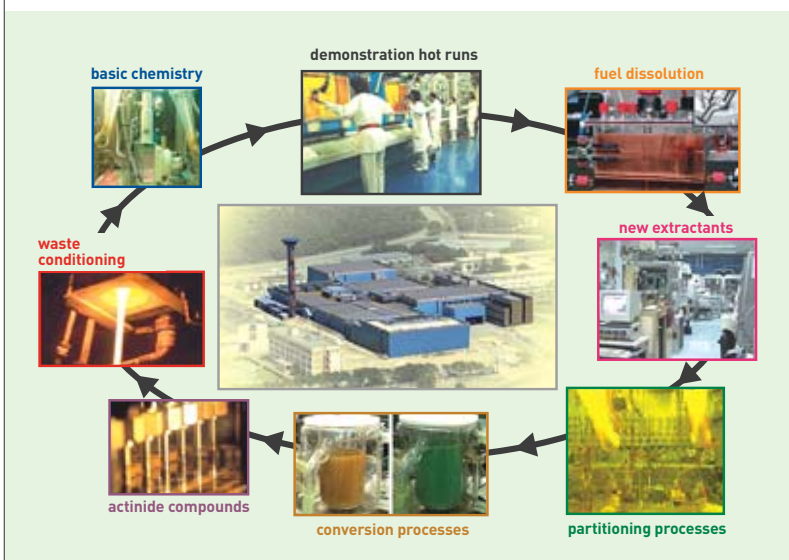 demonstration hot runs
basic chemistry
fuel dissolution
new extractants
waste
conditioning
actinide compounds
conversion processes
partitioning processes